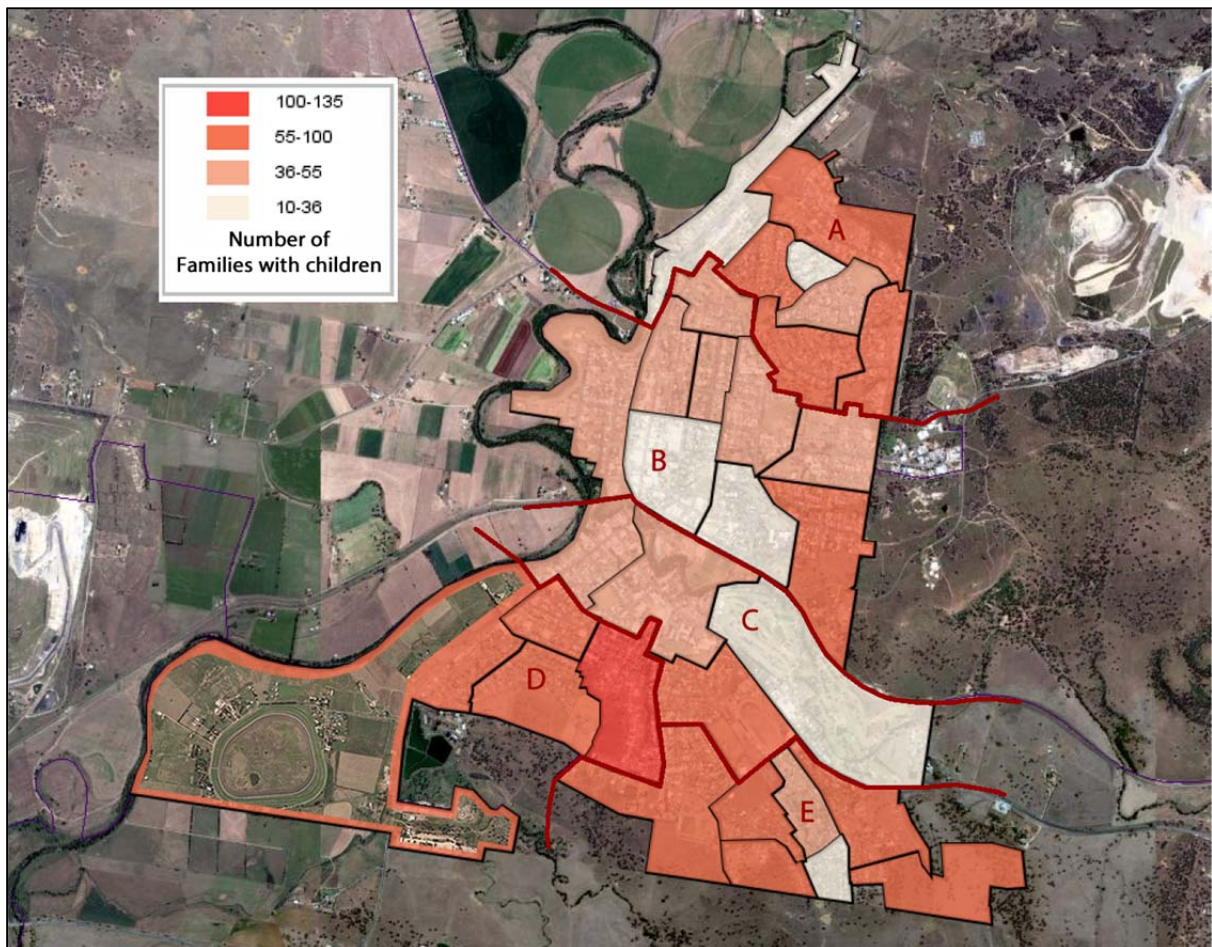 100-135
55-100
36-55
10-36
Number of
Families with children
A
B
C
D
E